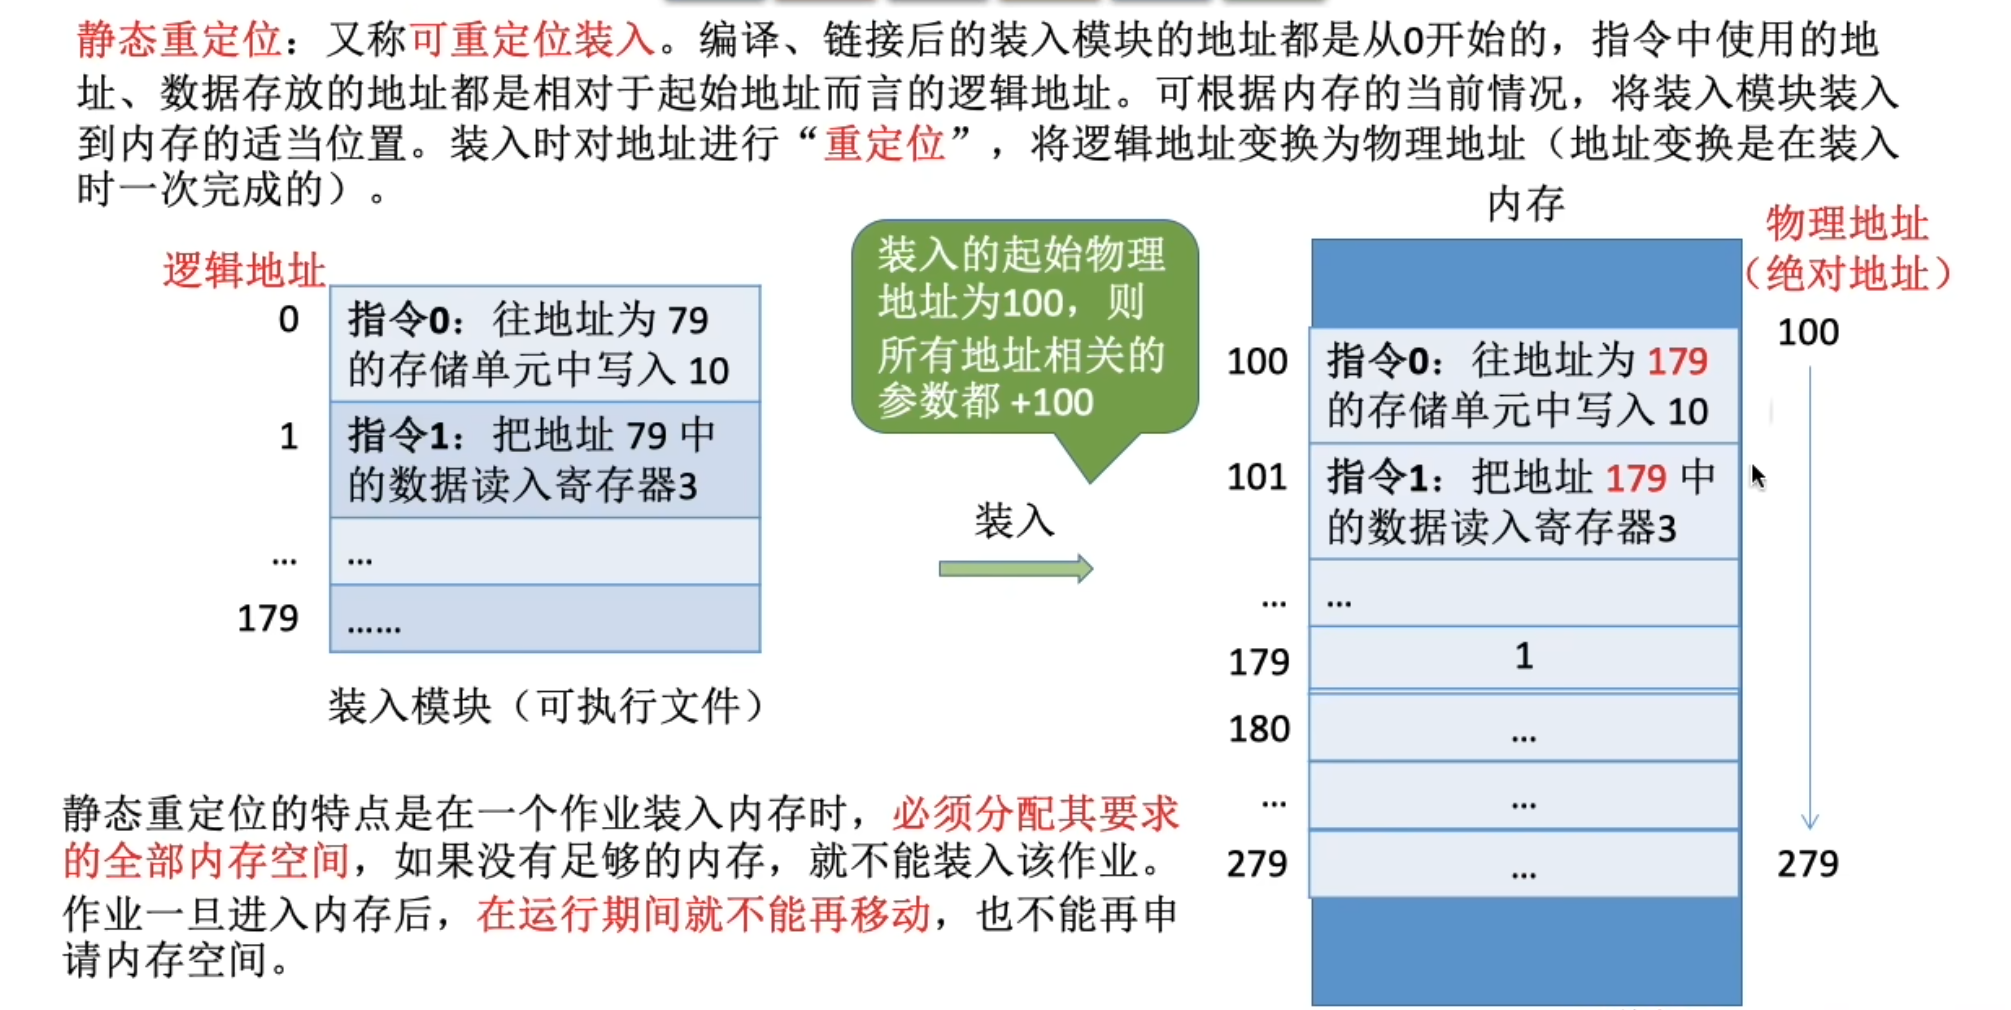 静态重定位：又称可重定位装入。编译、链接后的装入模块的地址都是从0开始的，指令中使用的地
址、数据存放的地址都是相对于起始地址而言的逻辑地址。可根据内存的当前情况，将装入模块装入
到内存的适当位置。装入时对地址进行“重定位”，将逻辑地址变换为物理地址（地址变换是在装入
时一次完成的）。
逻辑地址
0
指令0：往地址为 79
的存储单元中写入 10
1
指令1：把地址 79 中
的数据读入寄存器3
...
...
179
......
装入模块（可执行文件）
装入的起始物理
地址为100，则
所有地址相关的
参数都 +100
装入
内存
物理地址
（绝对地址）
100
100
指令0：往地址为 179
的存储单元中写入 10
101
指令1：把地址 179 中
的数据读入寄存器3
...
...
179
1
180
...
...
...
279
...
279
静态重定位的特点是在一个作业装入内存时，必须分配其要求
的全部内存空间，如果没有足够的内存，就不能装入该作业。
作业一旦进入内存后，在运行期间就不能再移动，也不能再申
请内存空间。